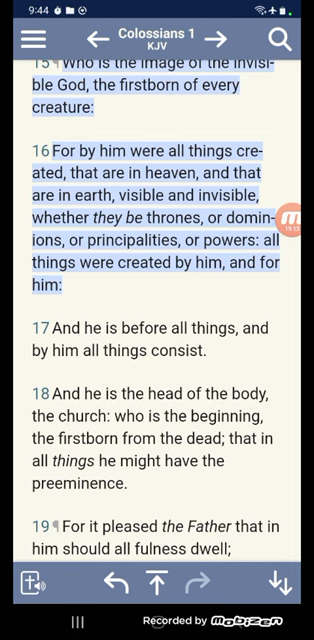 9:44
Colossians 1
KJV
15 ¶ Who is the image of the invisi-
ble God, the firstborn of every
creature:
16 For by him were all things cre-
ated, that are in heaven, and that
are in earth, visible and invisible,
whether they be thrones, or domin-
ions, or principalities, or powers: all
things were created by him, and for
him:
19:13
17 And he is before all things, and
by him all things consist.
18 And he is the head of the body,
the church: who is the beginning,
the firstborn from the dead; that in
all things he might have the
preeminence.
19 ¶ For it pleased the Father that in
him should all fulness dwell;
Recorded by mobizen